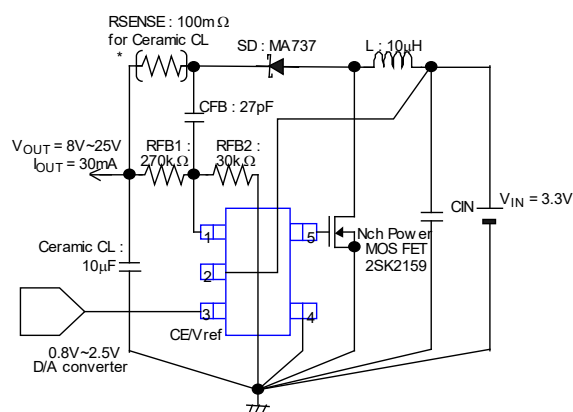 RSENSE : 100mΩ
for Ceramic CL
*
SD : MA737
L : 10μH
CFB : 27pF
VOUT = 8V~25V
IOUT = 30mA
RFB1 :
270kΩ
RFB2 :
30kΩ
1
2
3
5
4
CE/Vref
Nch Power
MOS FET
2SK2159
CIN
VIN = 3.3V
Ceramic CL :
10μF
0.8V~2.5V
D/A converter